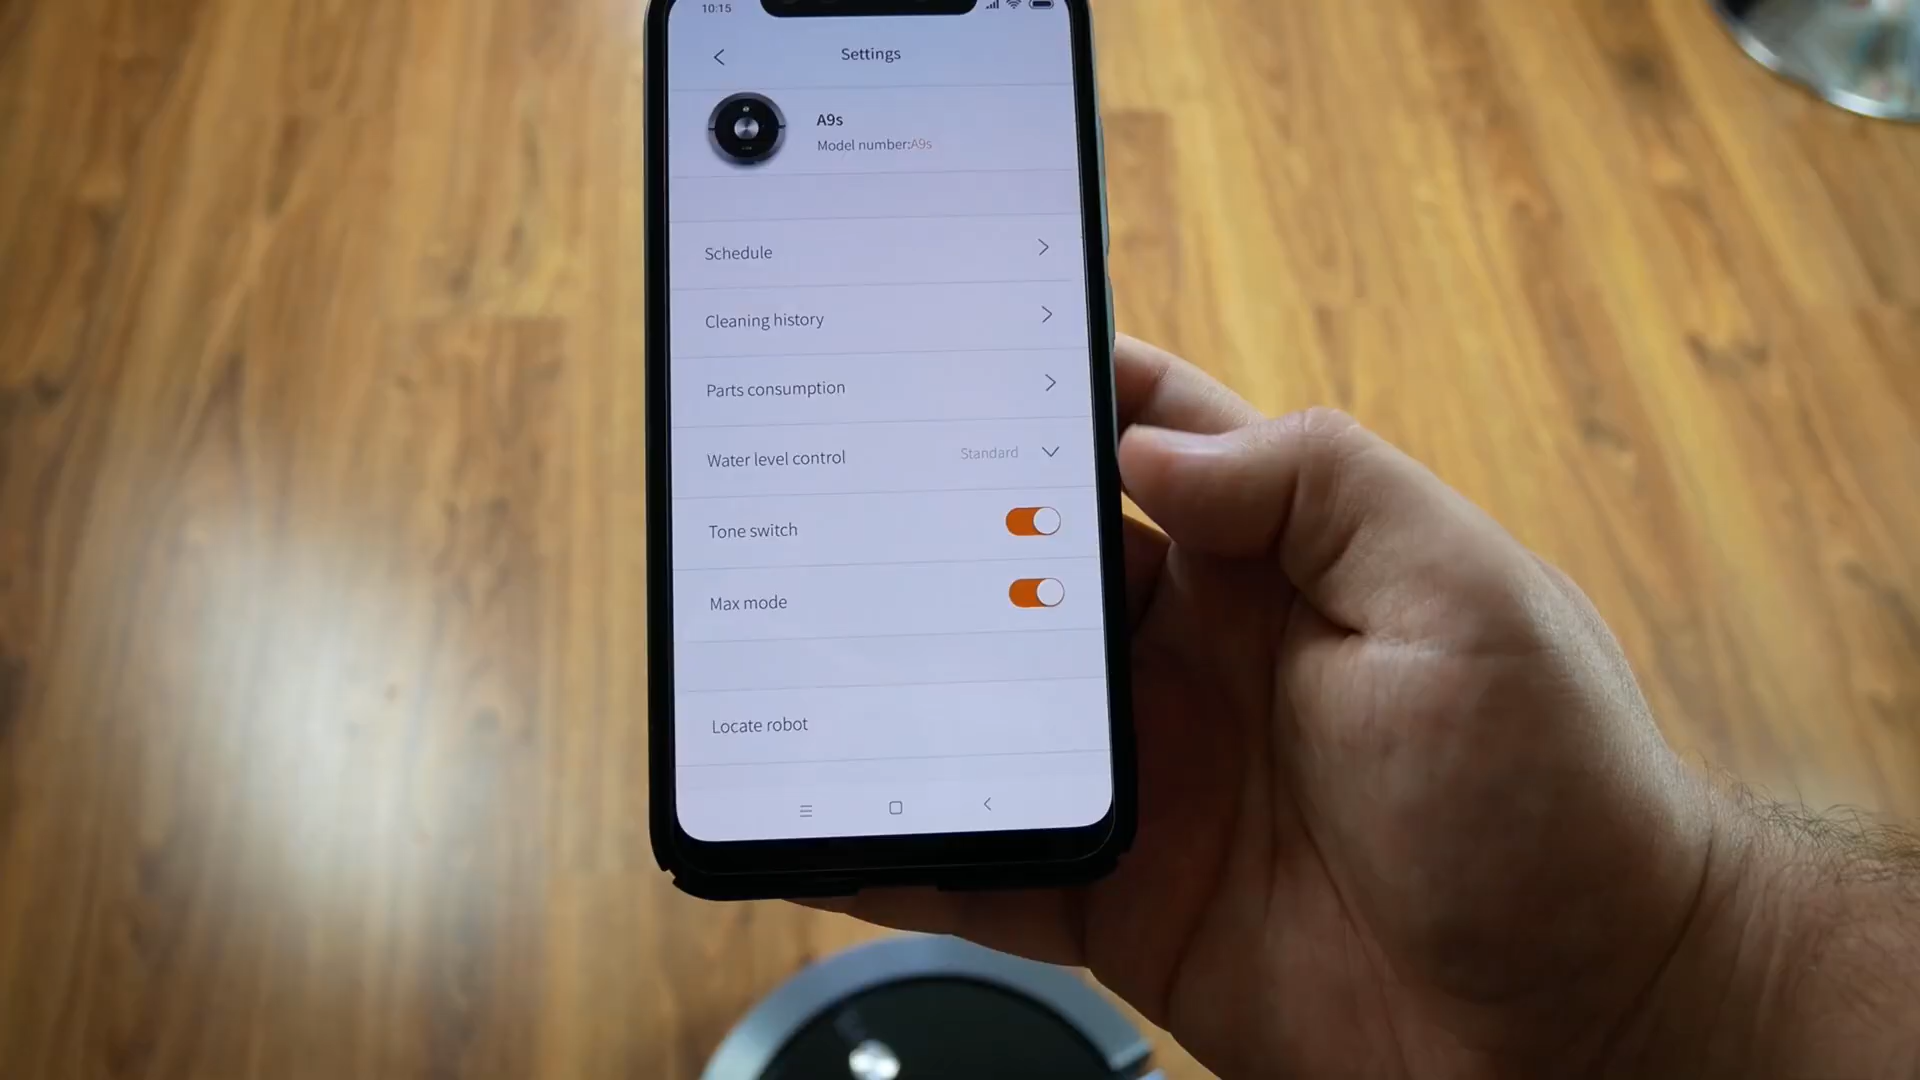 10:15
Settings
A9s
Model number:A9s
Schedule
Cleaning history
Parts consumption
Water level control Standard
Tone switch
Max mode
Locate robot